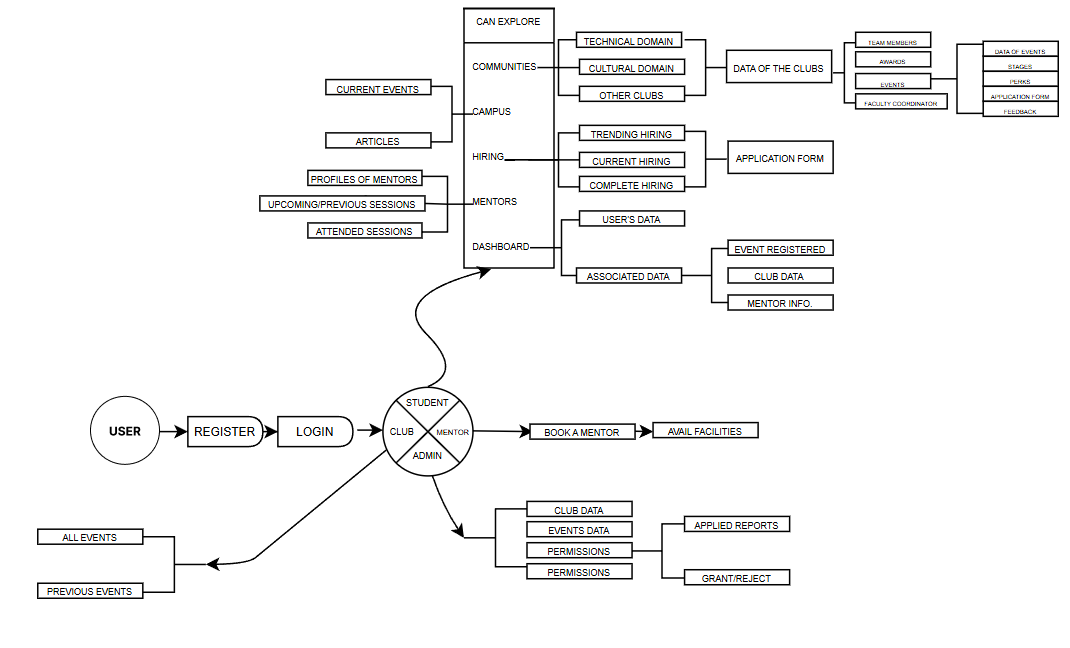 CAN EXPLORE
COMMUNITIES
CAMPUS
HIRING
MENTORS
DASHBOARD
CURRENT EVENTS
ARTICLES
PROFILES OF MENTORS
UPCOMING/PREVIOUS SESSIONS
ATTENDED SESSIONS
TECHNICAL DOMAIN
CULTURAL DOMAIN
OTHER CLUBS
DATA OF THE CLUBS
TEAM MEMBERS
AWARDS
EVENTS
FACULTY COORDINATOR
DATA OF EVENTS
STAGES
PERKS
APPLICATION FORM
FEEDBACK
TRENDING HIRING
CURRENT HIRING
COMPLETE HIRING
APPLICATION FORM
USER'S DATA
ASSOCIATED DATA
EVENT REGISTERED
CLUB DATA
MENTOR INFO.
USER
REGISTER
LOGIN
STUDENT
CLUB
MENTOR
ADMIN
BOOK A MENTOR
AVAIL FACILITIES
ALL EVENTS
PREVIOUS EVENTS
CLUB DATA
EVENTS DATA
PERMISSIONS
PERMISSIONS
APPLIED REPORTS
GRANT/REJECT